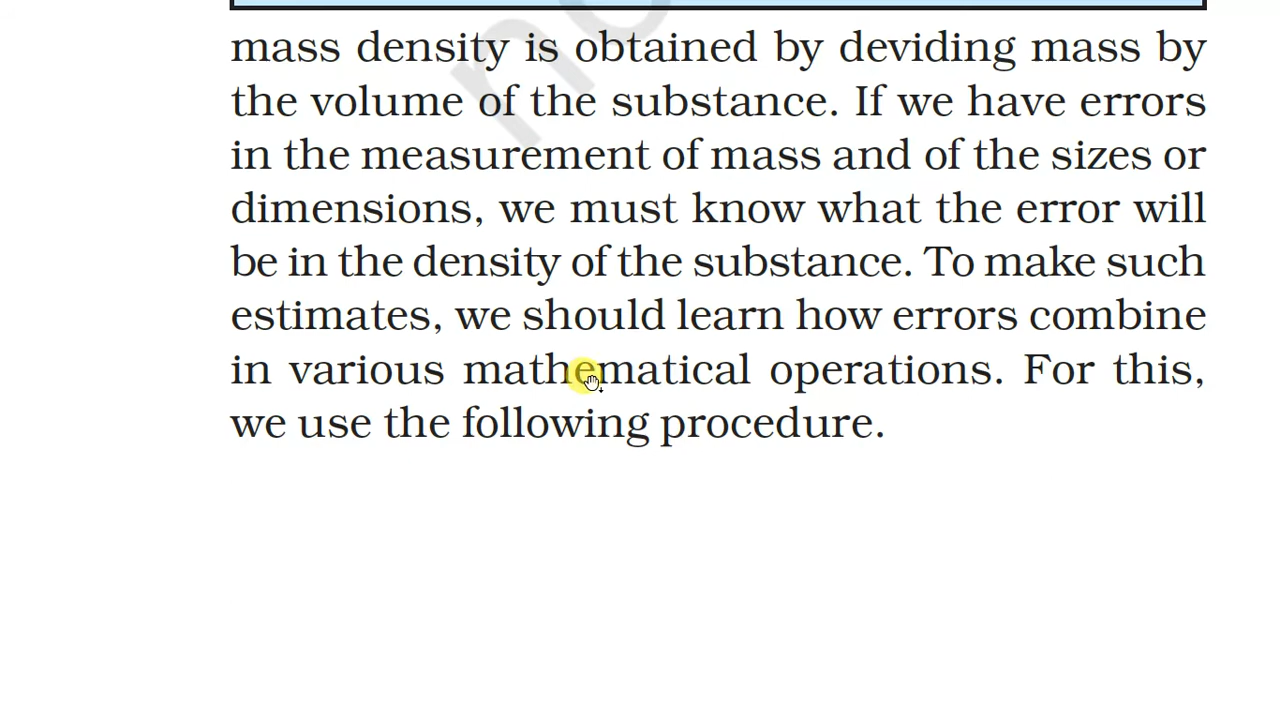 mass density is obtained by deviding mass by
the volume of the substance. If we have errors
in the measurement of mass and of the sizes or
dimensions, we must know what the error will
be in the density of the substance. To make such
estimates, we should learn how errors combine
in various mathematical operations. For this,
we use the following procedure.